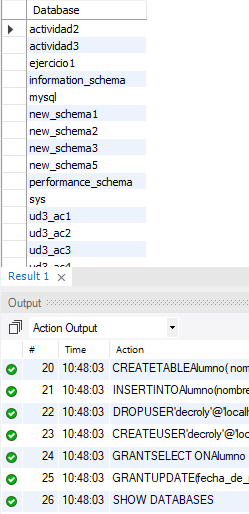 Database
actividad2
actividad3
ejercicio1
information_schema
mysql
new_schema1
new_schema2
new_schema3
new_schema5
performance_schema
sys
ud3_ac1
ud3_ac2
ud3_ac3
ud3_ac4
Result 1 ×
Output
Action Output
# Time Action
20 10:48:03 CREATETABLEAlumno( nom
21 10:48:03 INSERTINTOAlumno(nombre
22 10:48:03 DROPUSER'decroly'@'localh
23 10:48:03 CREATEUSER'decroly'@'loc
24 10:48:03 GRANTSELECT ONAlumno
25 10:48:03 GRANTUPDATE(fecha_de_
26 10:48:03 SHOW DATABASES